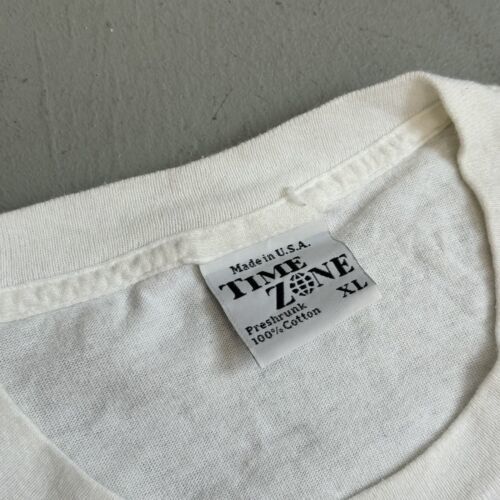 Made in U.S.A.
TIME
ZONE
XL
Preshrunk
100% Cotton